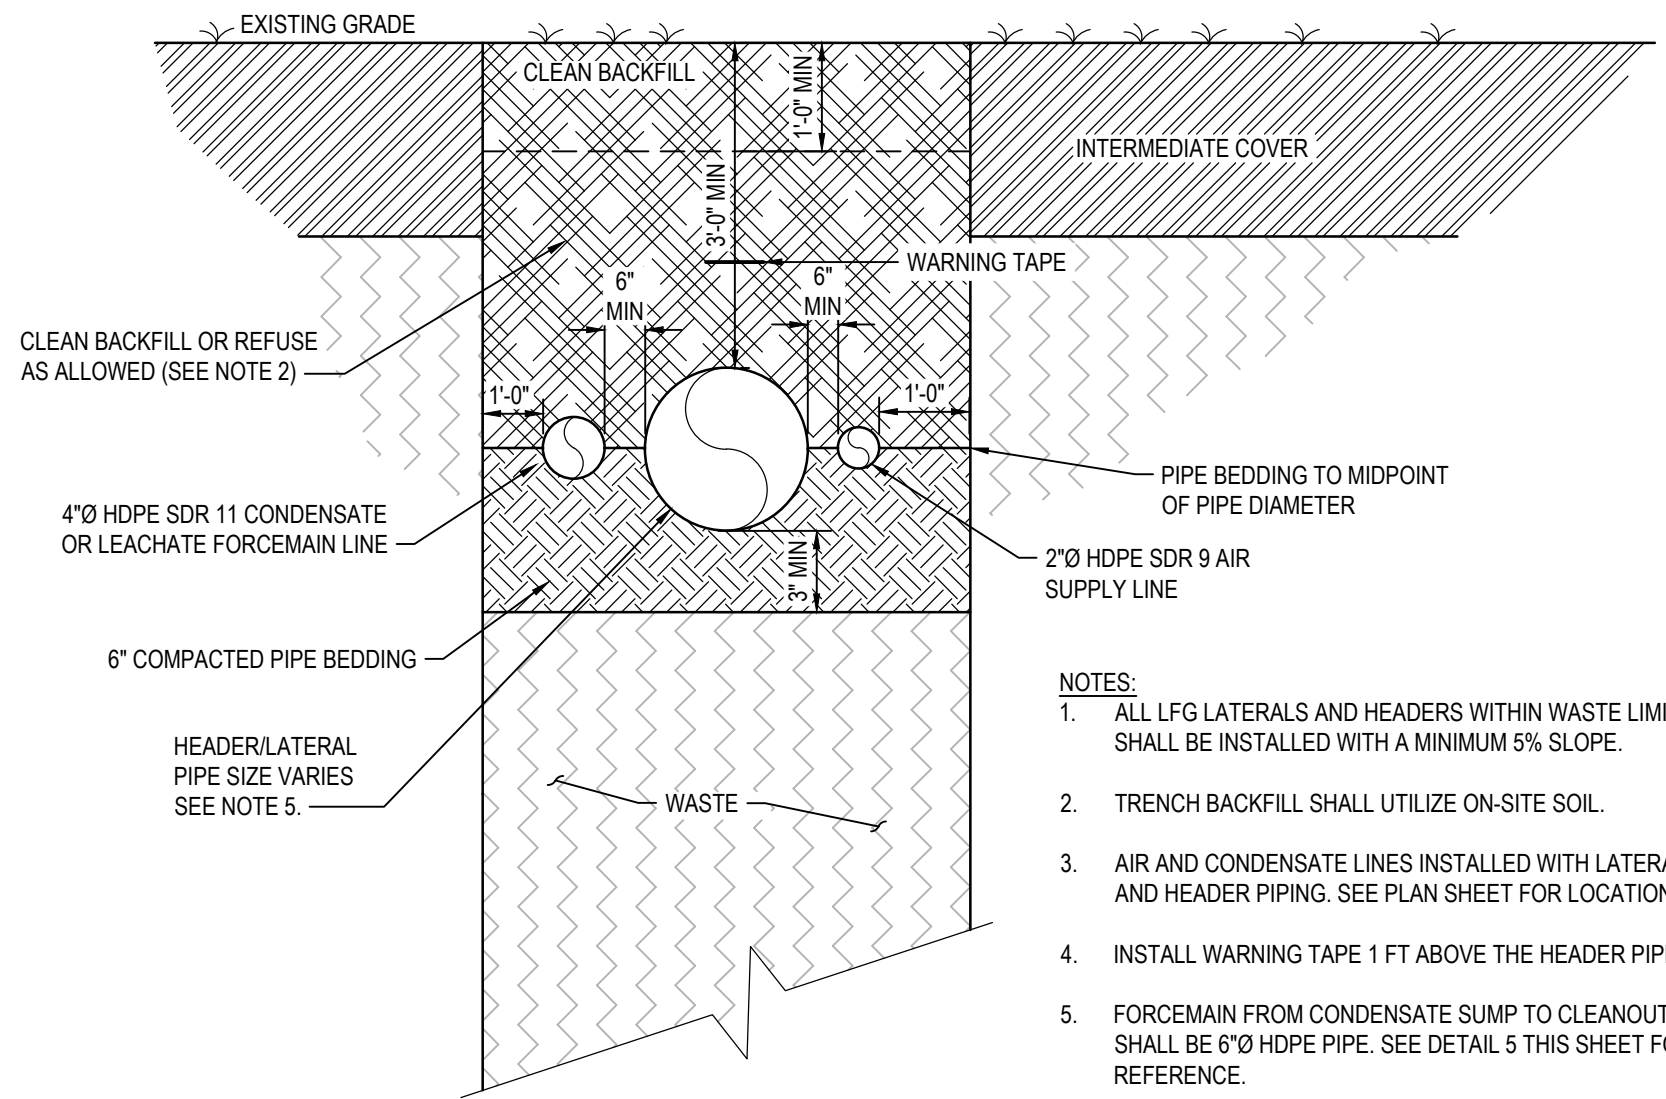 EXISTING GRADE
CLEAN BACKFILL
1'-0" MIN
INTERMEDIATE COVER
3'-0" MIN
WARNING TAPE
6"
MIN
6"
MIN
CLEAN BACKFILL OR REFUSE
AS ALLOWED (SEE NOTE 2)
1'-0"
1'-0"
PIPE BEDDING TO MIDPOINT
OF PIPE DIAMETER
4"Ø HDPE SDR 11 CONDENSATE
OR LEACHATE FORCEMAIN LINE
2"Ø HDPE SDR 9 AIR
SUPPLY LINE
3" MIN
6" COMPACTED PIPE BEDDING
HEADER/LATERAL
PIPE SIZE VARIES
SEE NOTE 5.
WASTE
NOTES:
1. ALL LFG LATERALS AND HEADERS WITHIN WASTE
SHALL BE INSTALLED WITH A MINIMUM 5% SLOPE.
2. TRENCH BACKFILL SHALL UTILIZE ON-SITE SOIL.
3. AIR AND CONDENSATE LINES INSTALLED WITH
AND HEADER PIPING. SEE PLAN SHEET FOR
4. INSTALL WARNING TAPE 1 FT ABOVE THE HEADER
5. FORCEMAIN FROM CONDENSATE SUMP TO CLEANOUT
SHALL BE 6"Ø HDPE PIPE. SEE DETAIL 5 THIS SHEET
REFERENCE.